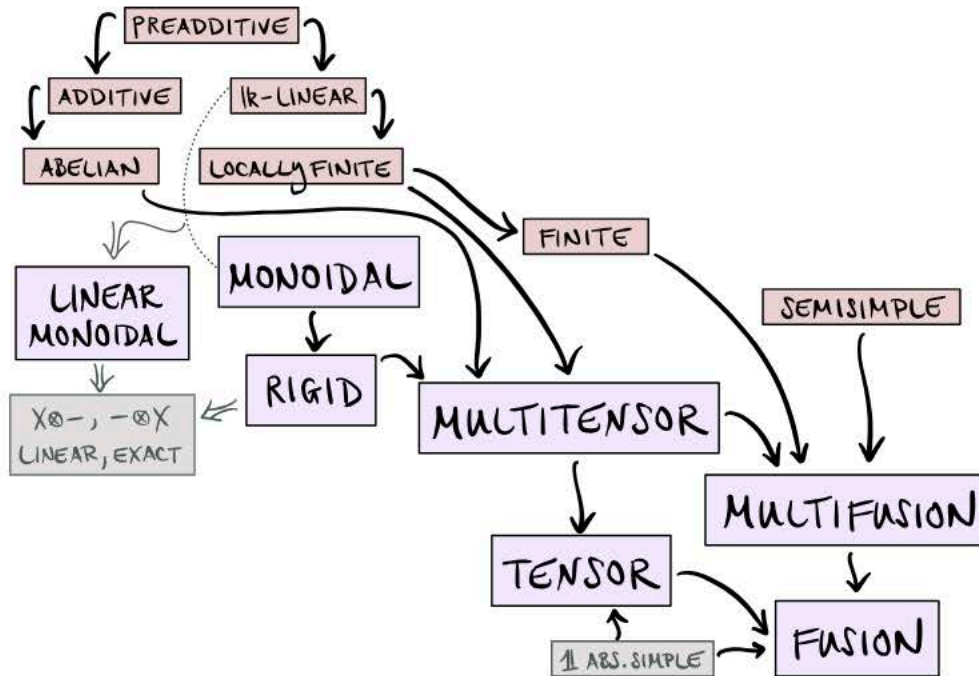 PREADDITIVE
ADDITIVE
𝕜-LINEAR
ABELIAN
LOCALLY FINITE
FINITE
LINEAR
MONOIDAL
MONOIDAL
SEMISIMPLE
RIGID
X⊗−, −⊗X
LINEAR, EXACT
MULTITENSOR
MULTIFUSION
TENSOR
𝟙 ABS. SIMPLE
FUSION